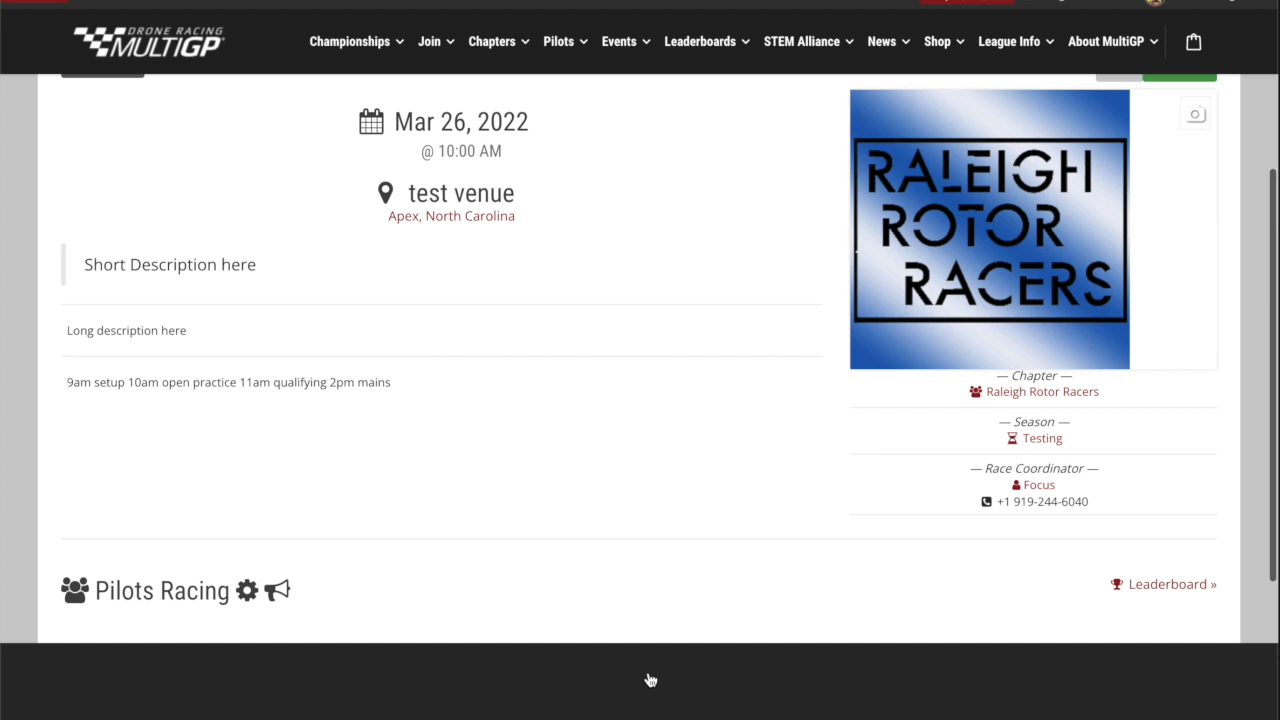 DRONE RACING
MULTIGP
Championships Join Chapters Pilots Events Leaderboards STEM Alliance News Shop League Info About MultiGP
Mar 26, 2022
@ 10:00 AM
test venue
Apex, North Carolina
Short Description here
Long description here
9am setup 10am open practice 11am qualifying 2pm mains
RALEIGH
ROTOR
RACERS
— Chapter —
Raleigh Rotor Racers
— Season —
Testing
— Race Coordinator —
Focus
+1 919-244-6040
Pilots Racing
Leaderboard »